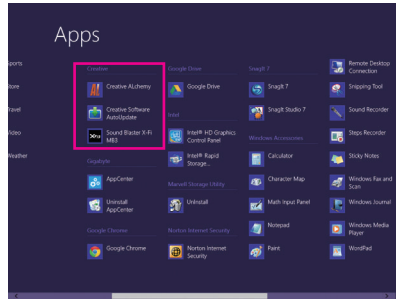 Apps
Sports
Store
Travel
Video
Weather
Creative
Creative ALchemy
Creative Software
AutoUpdate
Sound Blaster X-Fi
MB3
Gigabyte
AppCenter
Uninstall
AppCenter
Google Chrome
Google Chrome
Google Drive
Google Drive
Intel
Intel® HD Graphics
Control Panel
Intel® Rapid
Storage...
Marvell Storage Utility
UnInstall
Norton Internet Security
Norton Internet
Security
SnagIt 7
SnagIt 7
SnagIt Studio 7
Windows Accessories
Calculator
Character Map
Math Input Panel
Notepad
Paint
Remote Desktop
Connection
Snipping Tool
Sound Recorder
Steps Recorder
Sticky Notes
Windows Fax and
Scan
Windows Journal
Windows Media
Player
WordPad